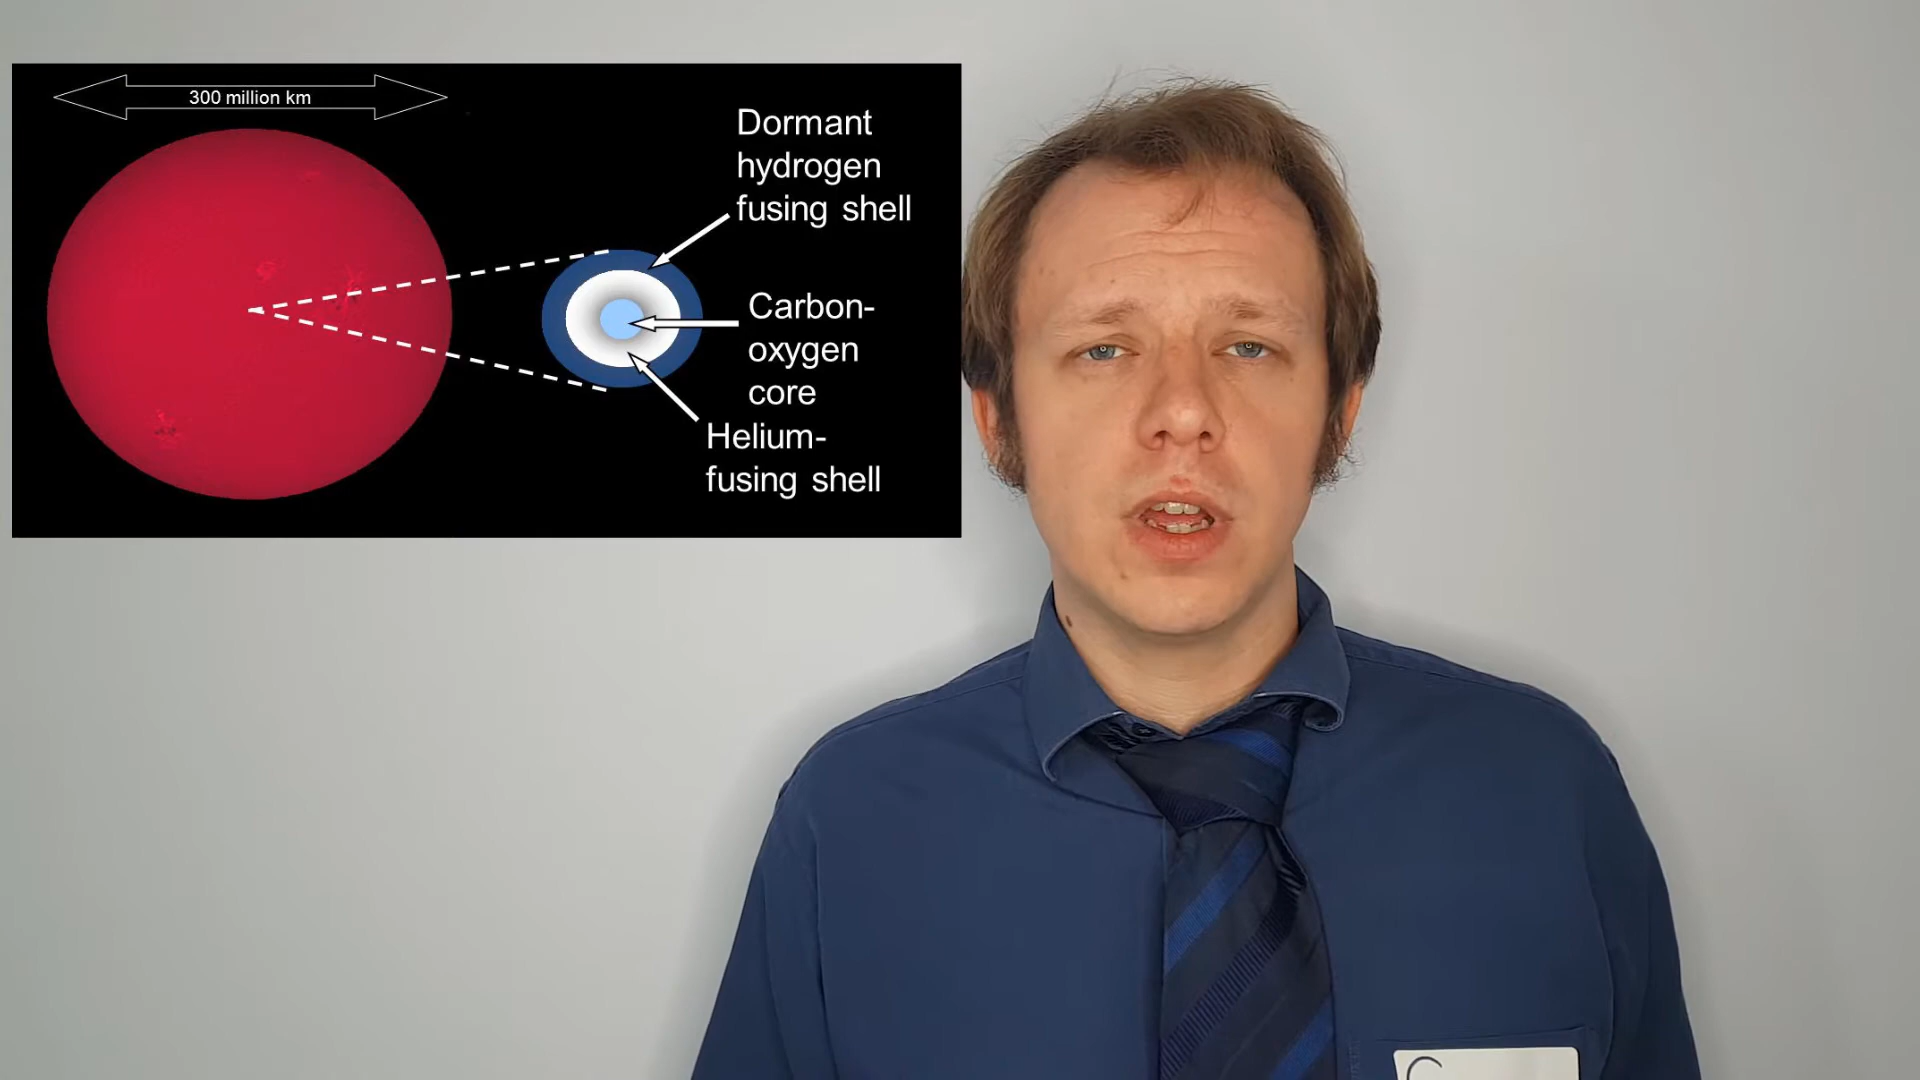 300 million km
Dormant
hydrogen
fusing shell
Carbon-
oxygen
core
Helium-
fusing shell